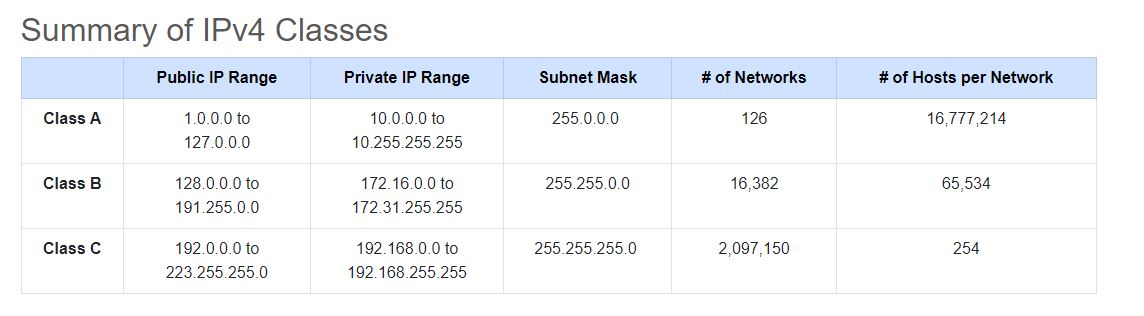 Summary of IPv4 Classes
Public IP Range Private IP Range Subnet Mask # of Networks # of Hosts per Network
Class A 1.0.0.0 to 10.0.0.0 to 255.0.0.0 126 16,777,214
127.0.0.0 10.255.255.255
Class B 128.0.0.0 to 172.16.0.0 to 255.255.0.0 16,382 65,534
191.255.0.0 172.31.255.255
Class C 192.0.0.0 to 192.168.0.0 to 255.255.255.0 2,097,150 254
223.255.255.0 192.168.255.255